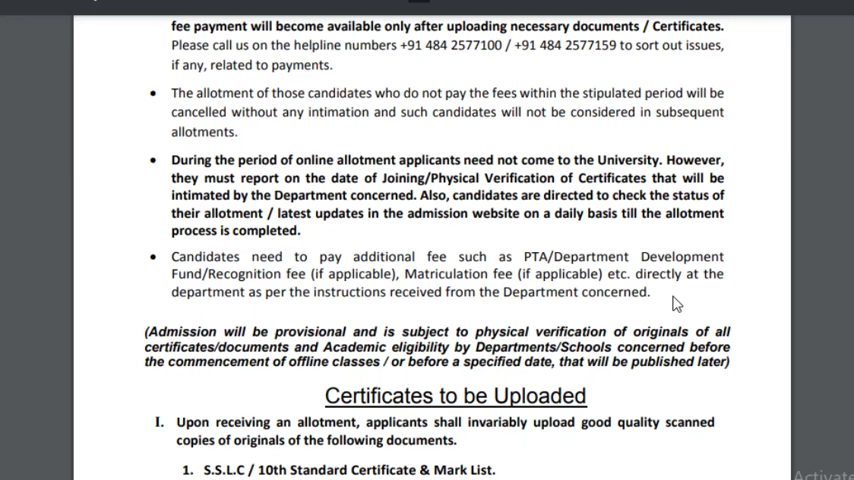 fee payment will become available only after uploading necessary documents / Certificates.
Please call us on the helpline numbers +91 484 2577100 / +91 484 2577159 to sort out issues,
if any, related to payments.
• The allotment of those candidates who do not pay the fees within the stipulated period will be
cancelled without any intimation and such candidates will not be considered in subsequent
allotments.
• During the period of online allotment applicants need not come to the University. However,
they must report on the date of Joining/Physical Verification of Certificates that will be
intimated by the Department concerned. Also, candidates are directed to check the status of
their allotment / latest updates in the admission website on a daily basis till the allotment
process is completed.
• Candidates need to pay additional fee such as PTA/Department Development
Fund/Recognition fee (if applicable), Matriculation fee (if applicable) etc. directly at the
department as per the instructions received from the Department concerned.
(Admission will be provisional and is subject to physical verification of originals of all
certificates/documents and Academic eligibility by Departments/Schools concerned before
the commencement of offline classes / or before a specified date, that will be published later)
Certificates to be Uploaded
I. Upon receiving an allotment, applicants shall invariably upload good quality scanned
copies of originals of the following documents.
1. S.S.L.C / 10th Standard Certificate & Mark List.
Activate